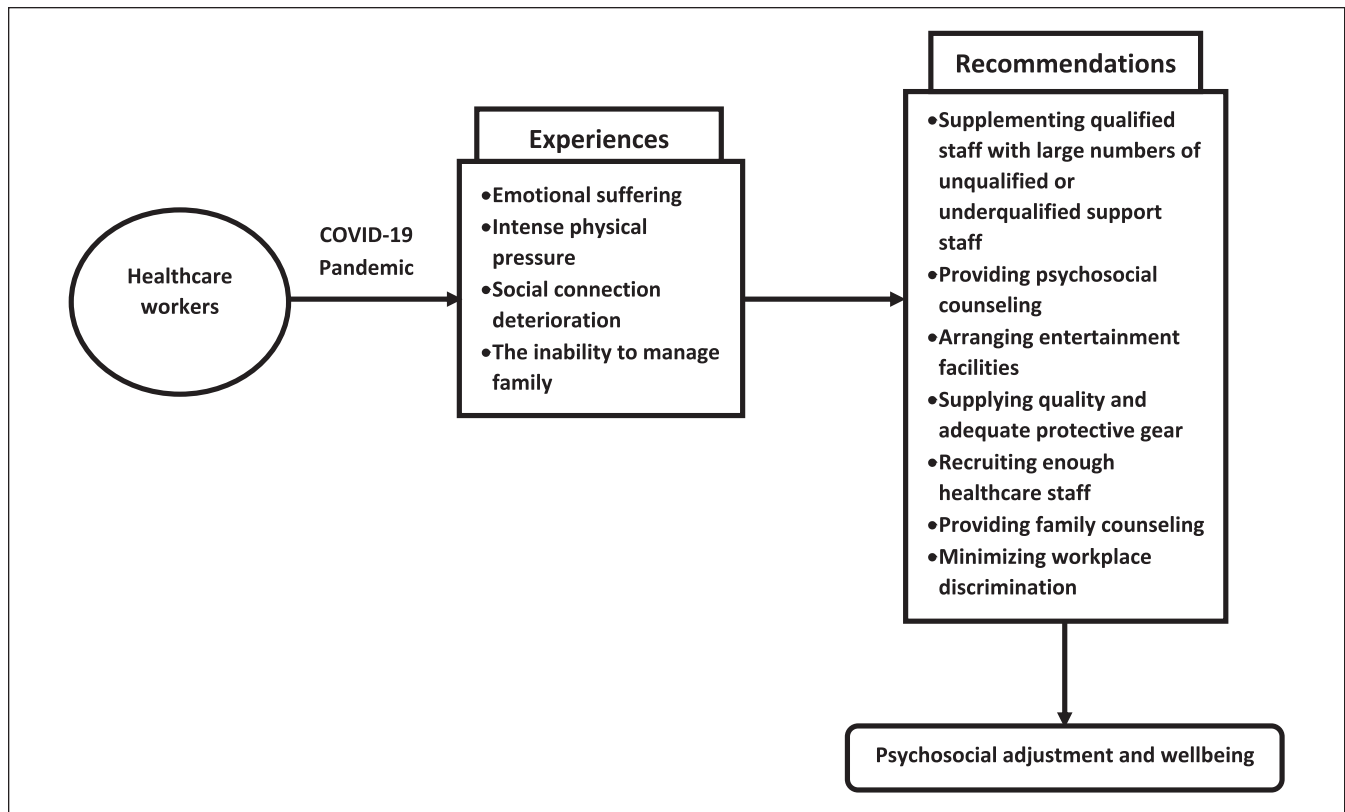 Healthcare
workers
COVID-19
Pandemic
Experiences
•Emotional suffering
•Intense physical
pressure
•Social connection
deterioration
•The inability to manage
family
Recommendations
•Supplementing qualified
staff with large numbers of
unqualified or
underqualified support
staff
•Providing psychosocial
counseling
•Arranging entertainment
facilities
•Supplying quality and
adequate protective gear
•Recruiting enough
healthcare staff
•Providing family counseling
•Minimizing workplace
discrimination
Psychosocial adjustment and wellbeing